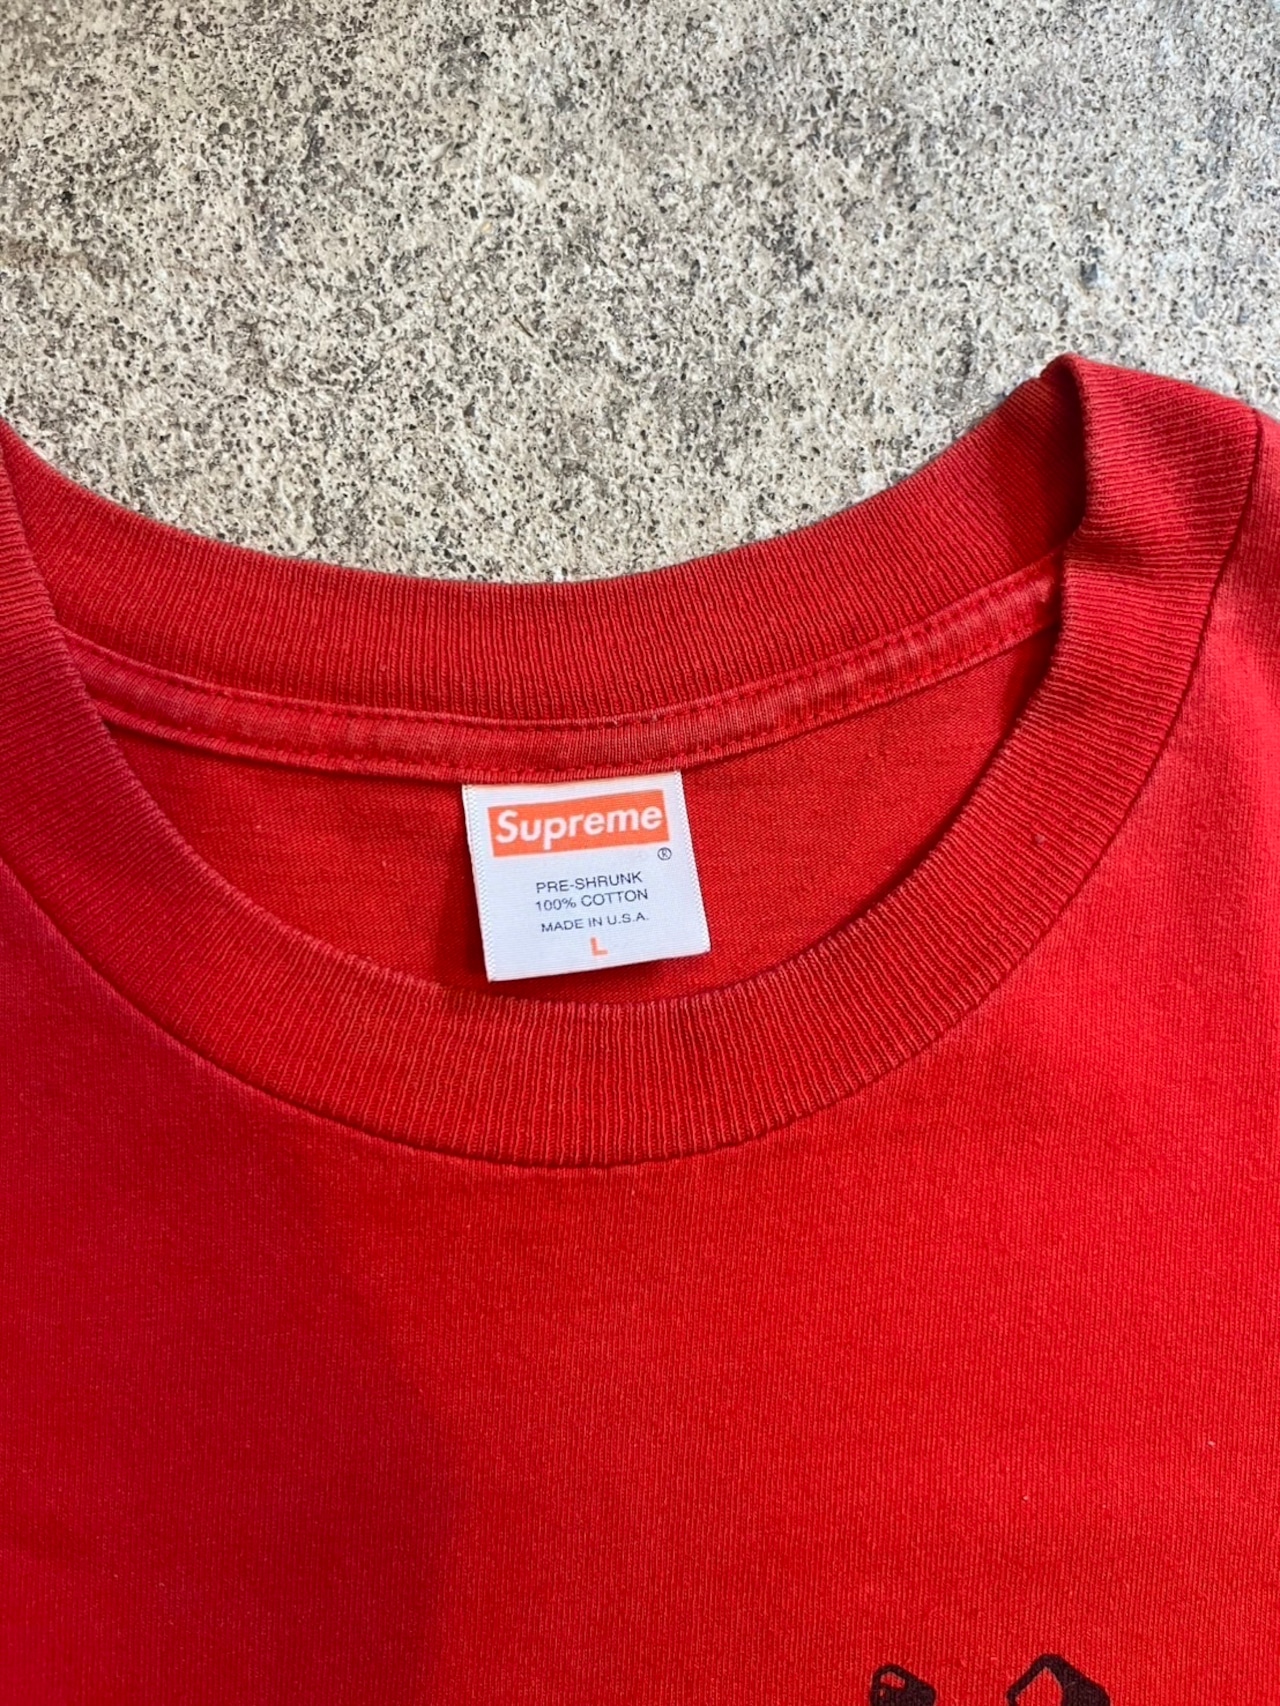 Supreme
®
PRE-SHRUNK
100% COTTON
MADE IN U.S.A.
L